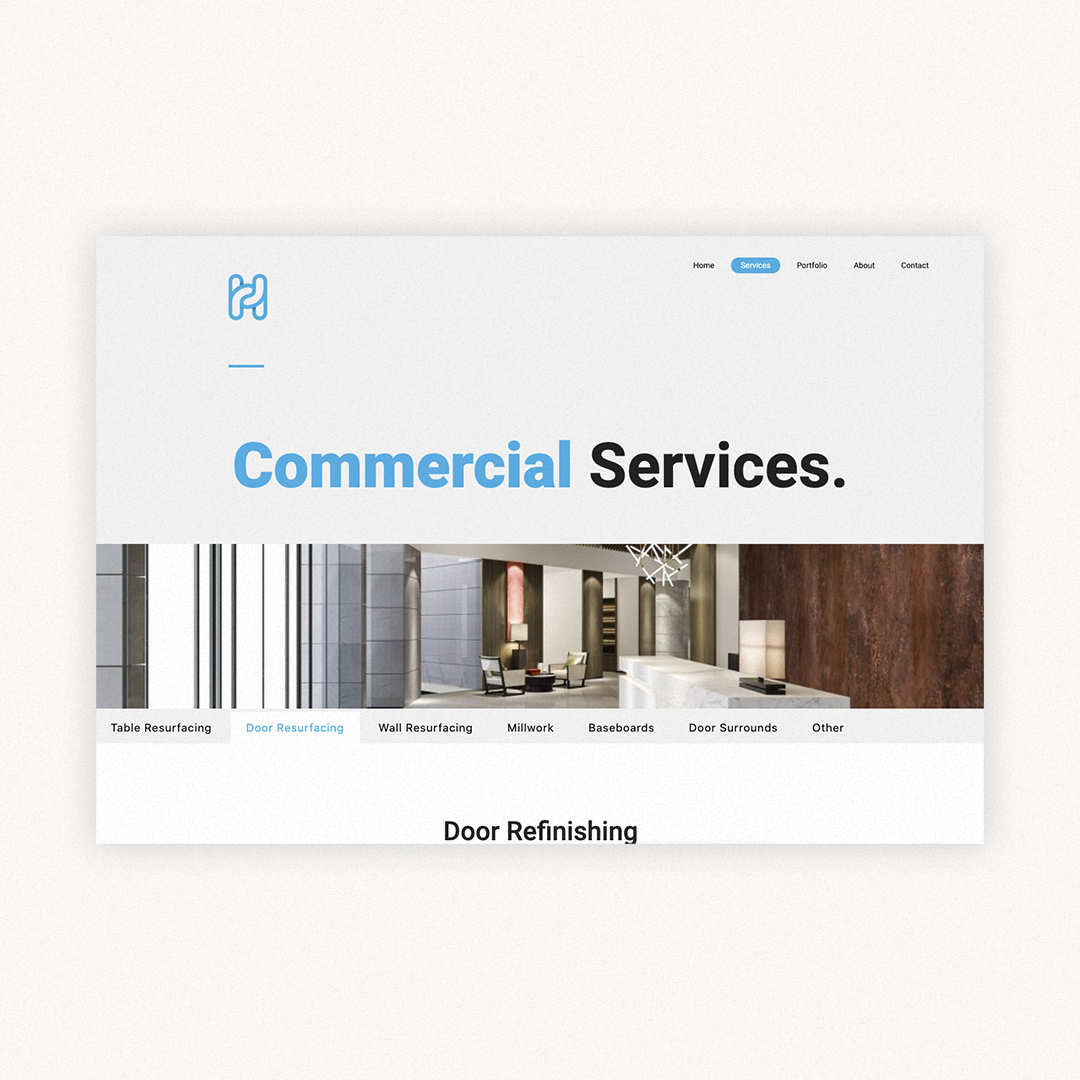 Home Services Portfolio About Contact
Commercial Services.
Table Resurfacing Door Resurfacing Wall Resurfacing Millwork Baseboards Door Surrounds Other
Door Refinishing